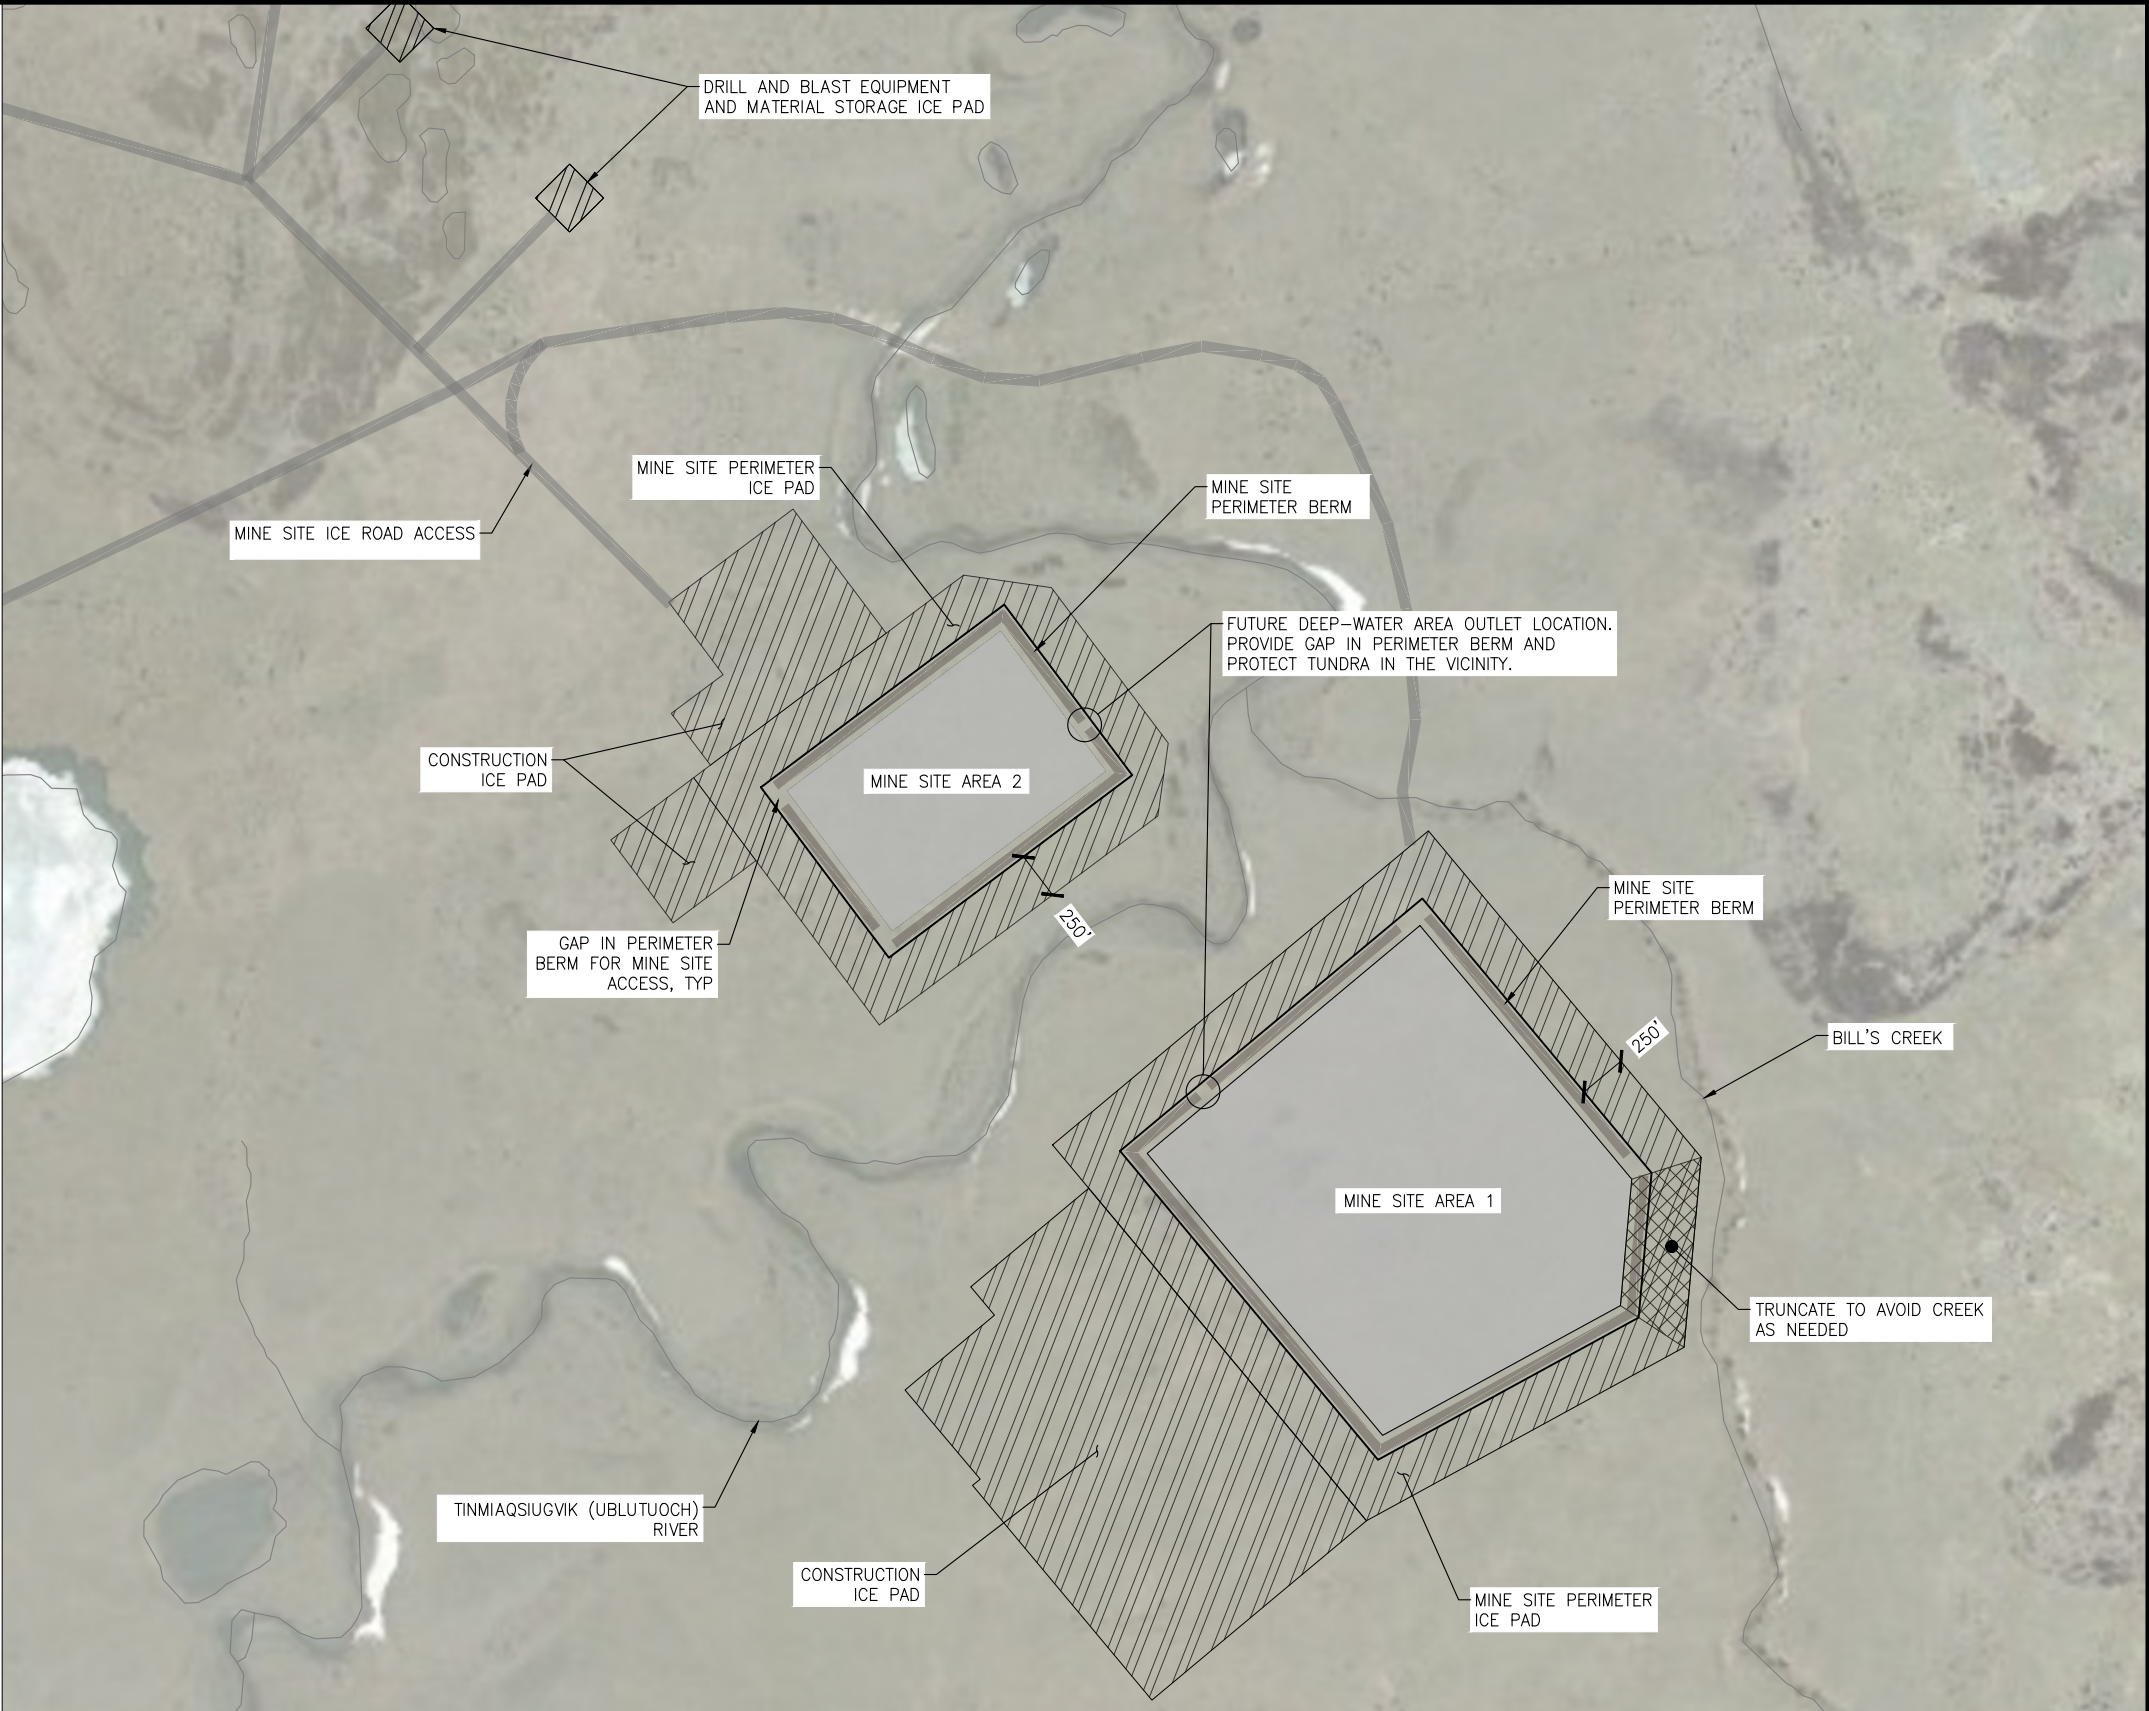 DRILL AND BLAST EQUIPMENT
AND MATERIAL STORAGE ICE PAD
MINE SITE PERIMETER
ICE PAD
MINE SITE
PERIMETER BERM
MINE SITE ICE ROAD ACCESS
FUTURE DEEP-WATER AREA OUTLET LOCATION.
PROVIDE GAP IN PERIMETER BERM AND
PROTECT TUNDRA IN THE VICINITY.
CONSTRUCTION
ICE PAD
MINE SITE AREA 2
MINE SITE
PERIMETER BERM
250'
GAP IN PERIMETER
BERM FOR MINE SITE
ACCESS, TYP
250'
BILL'S CREEK
MINE SITE AREA 1
TRUNCATE TO AVOID CREEK
AS NEEDED
TINMIAQSIUGVIK (UBLUTUOCH)
RIVER
CONSTRUCTION
ICE PAD
MINE SITE PERIMETER
ICE PAD